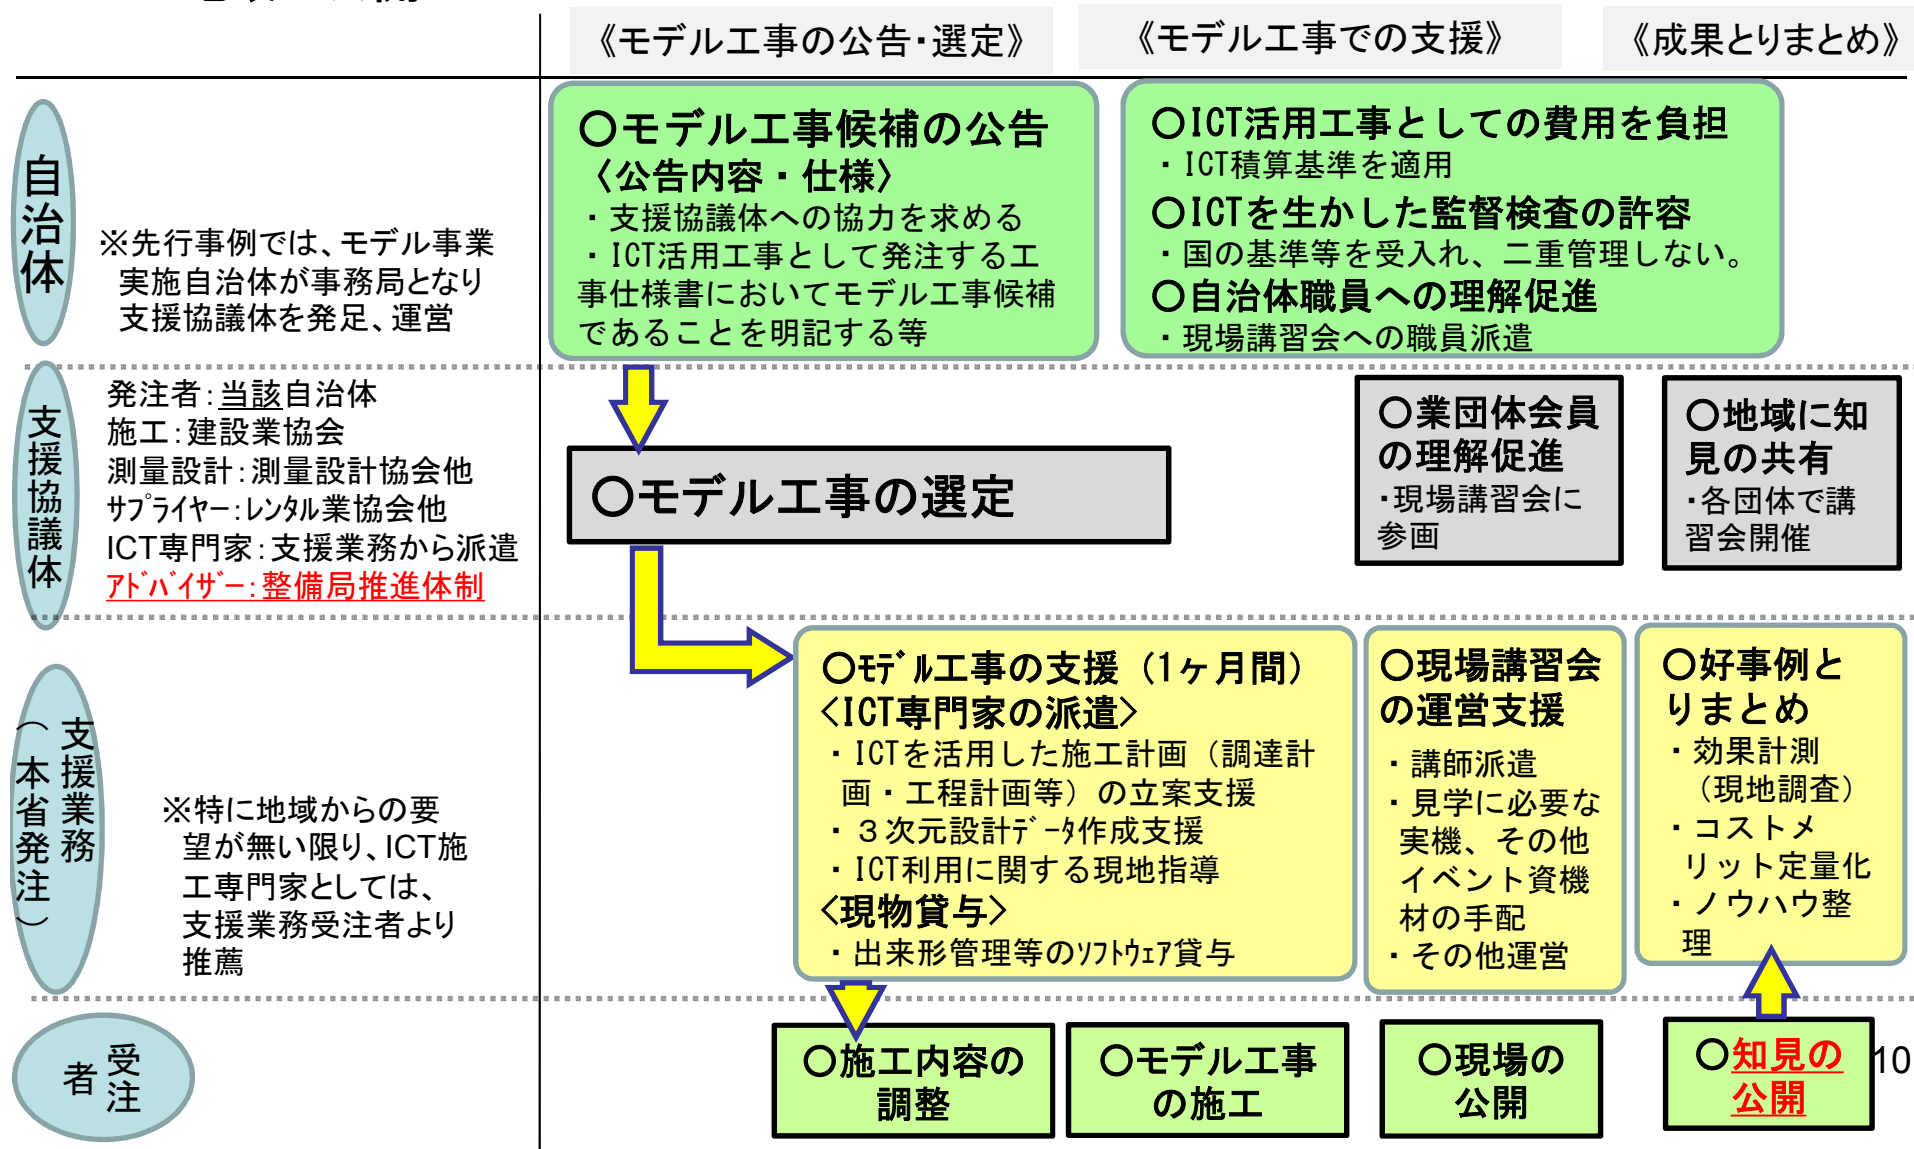 《モデル工事の公告・選定》
《モデル工事での支援》
《成果とりまとめ》
自治体
※先行事例では、モデル事業
実施自治体が事務局となり
支援協議体を発足、運営
〇モデル工事候補の公告
〈公告内容・仕様〉
・支援協議体への協力を求める
・ICT活用工事として発注する工
事仕様書においてモデル工事候補
であることを明記する等
〇ICT活用工事としての費用を負担
・ICT積算基準を適用
〇ICTを生かした監督検査の許容
・国の基準等を受入れ、二重管理しない。
〇自治体職員への理解促進
・現場講習会への職員派遣
支援協議体
発注者：当該自治体
施工：建設業協会
測量設計：測量設計協会他
ｻﾌﾟﾗｲﾔｰ：ﾚﾝﾀﾙ業協会他
ICT専門家：支援業務から派遣
ｱﾄﾞﾊﾞｲｻﾞｰ：整備局推進体制
〇モデル工事の選定
〇業団体会員
の理解促進
・現場講習会に
参画
〇地域に知
見の共有
・各団体で講
習会開催
支援業務
（本省発注）
※特に地域からの要
望が無い限り、ICT施
工専門家としては、
支援業務受注者より
推薦
〇ﾓﾃﾞﾙ工事の支援（1ヶ月間）
<ICT専門家の派遣>
・ICTを活用した施工計画（調達計
画・工程計画等）の立案支援
・３次元設計ﾃﾞｰﾀ作成支援
・ICT利用に関する現地指導
<現物貸与>
・出来形管理等のｿﾌﾄｳｪｱ貸与
〇現場講習会
の運営支援
・講師派遣
・見学に必要な
実機、その他
イベント資機
材の手配
・その他運営
〇好事例と
りまとめ
・効果計測
（現地調査）
・コストメ
リット定量化
・ノウハウ整
理
受注
者
〇施工内容の
調整
〇モデル工事
の施工
〇現場の
公開
〇知見の
公開
10